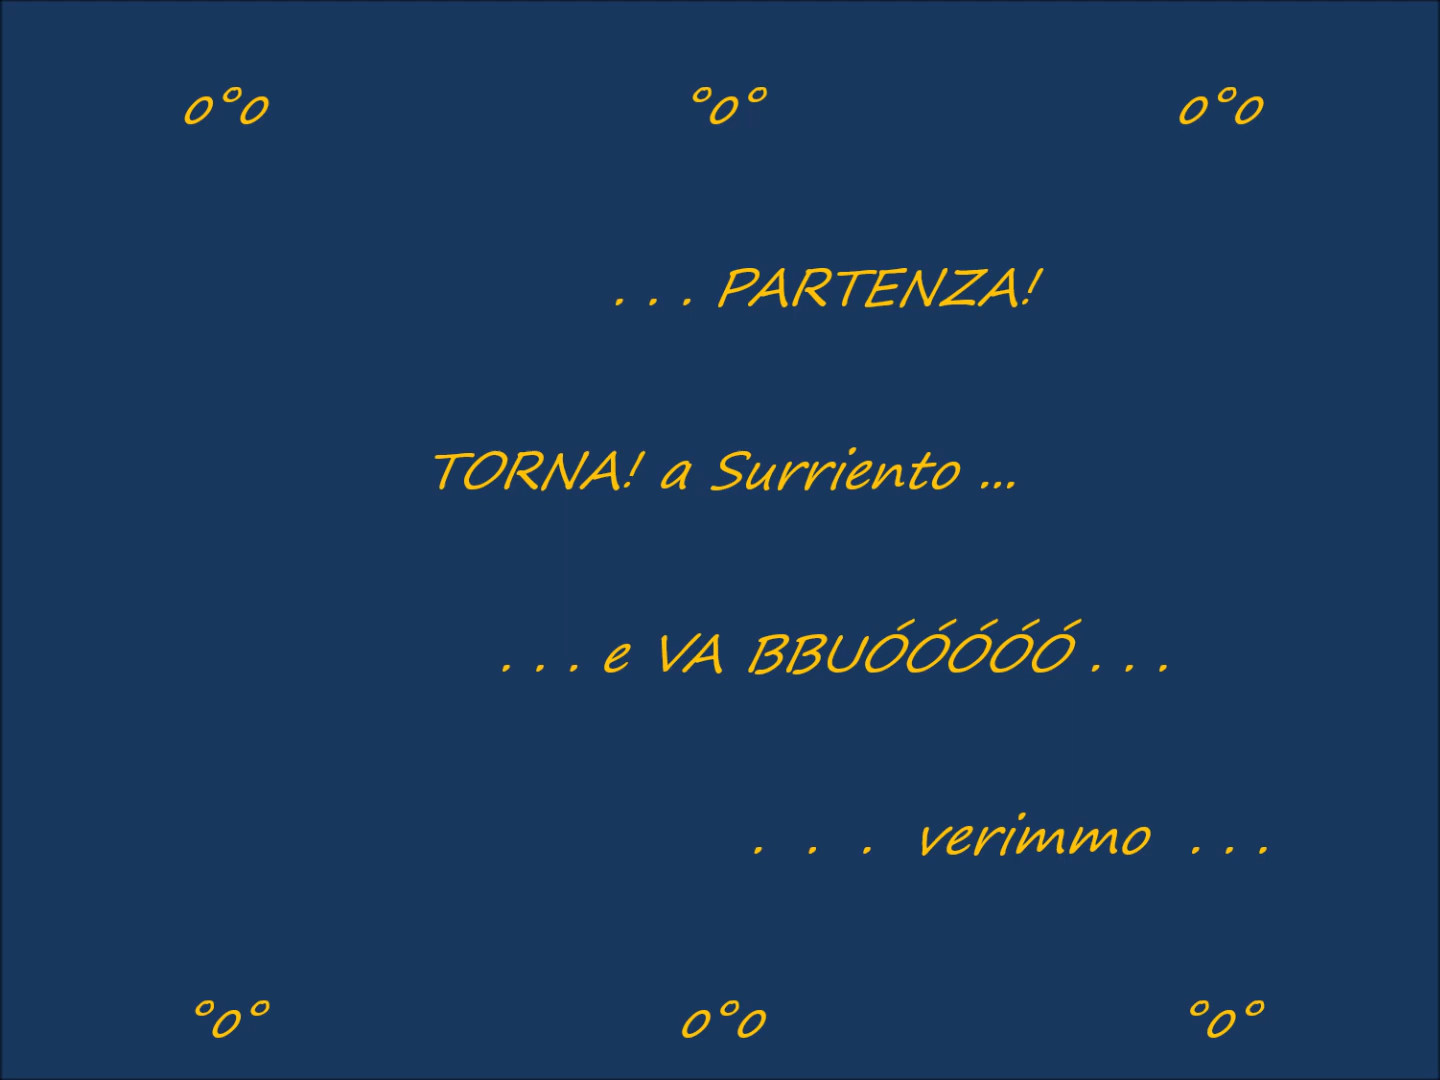 o°o °o° o°o
. . . PARTENZA!
TORNA! a Surriento ...
. . . e VA BBUÓÓÓÓÓ . . .
. . . verimmo . . .
°o° o°o °o°